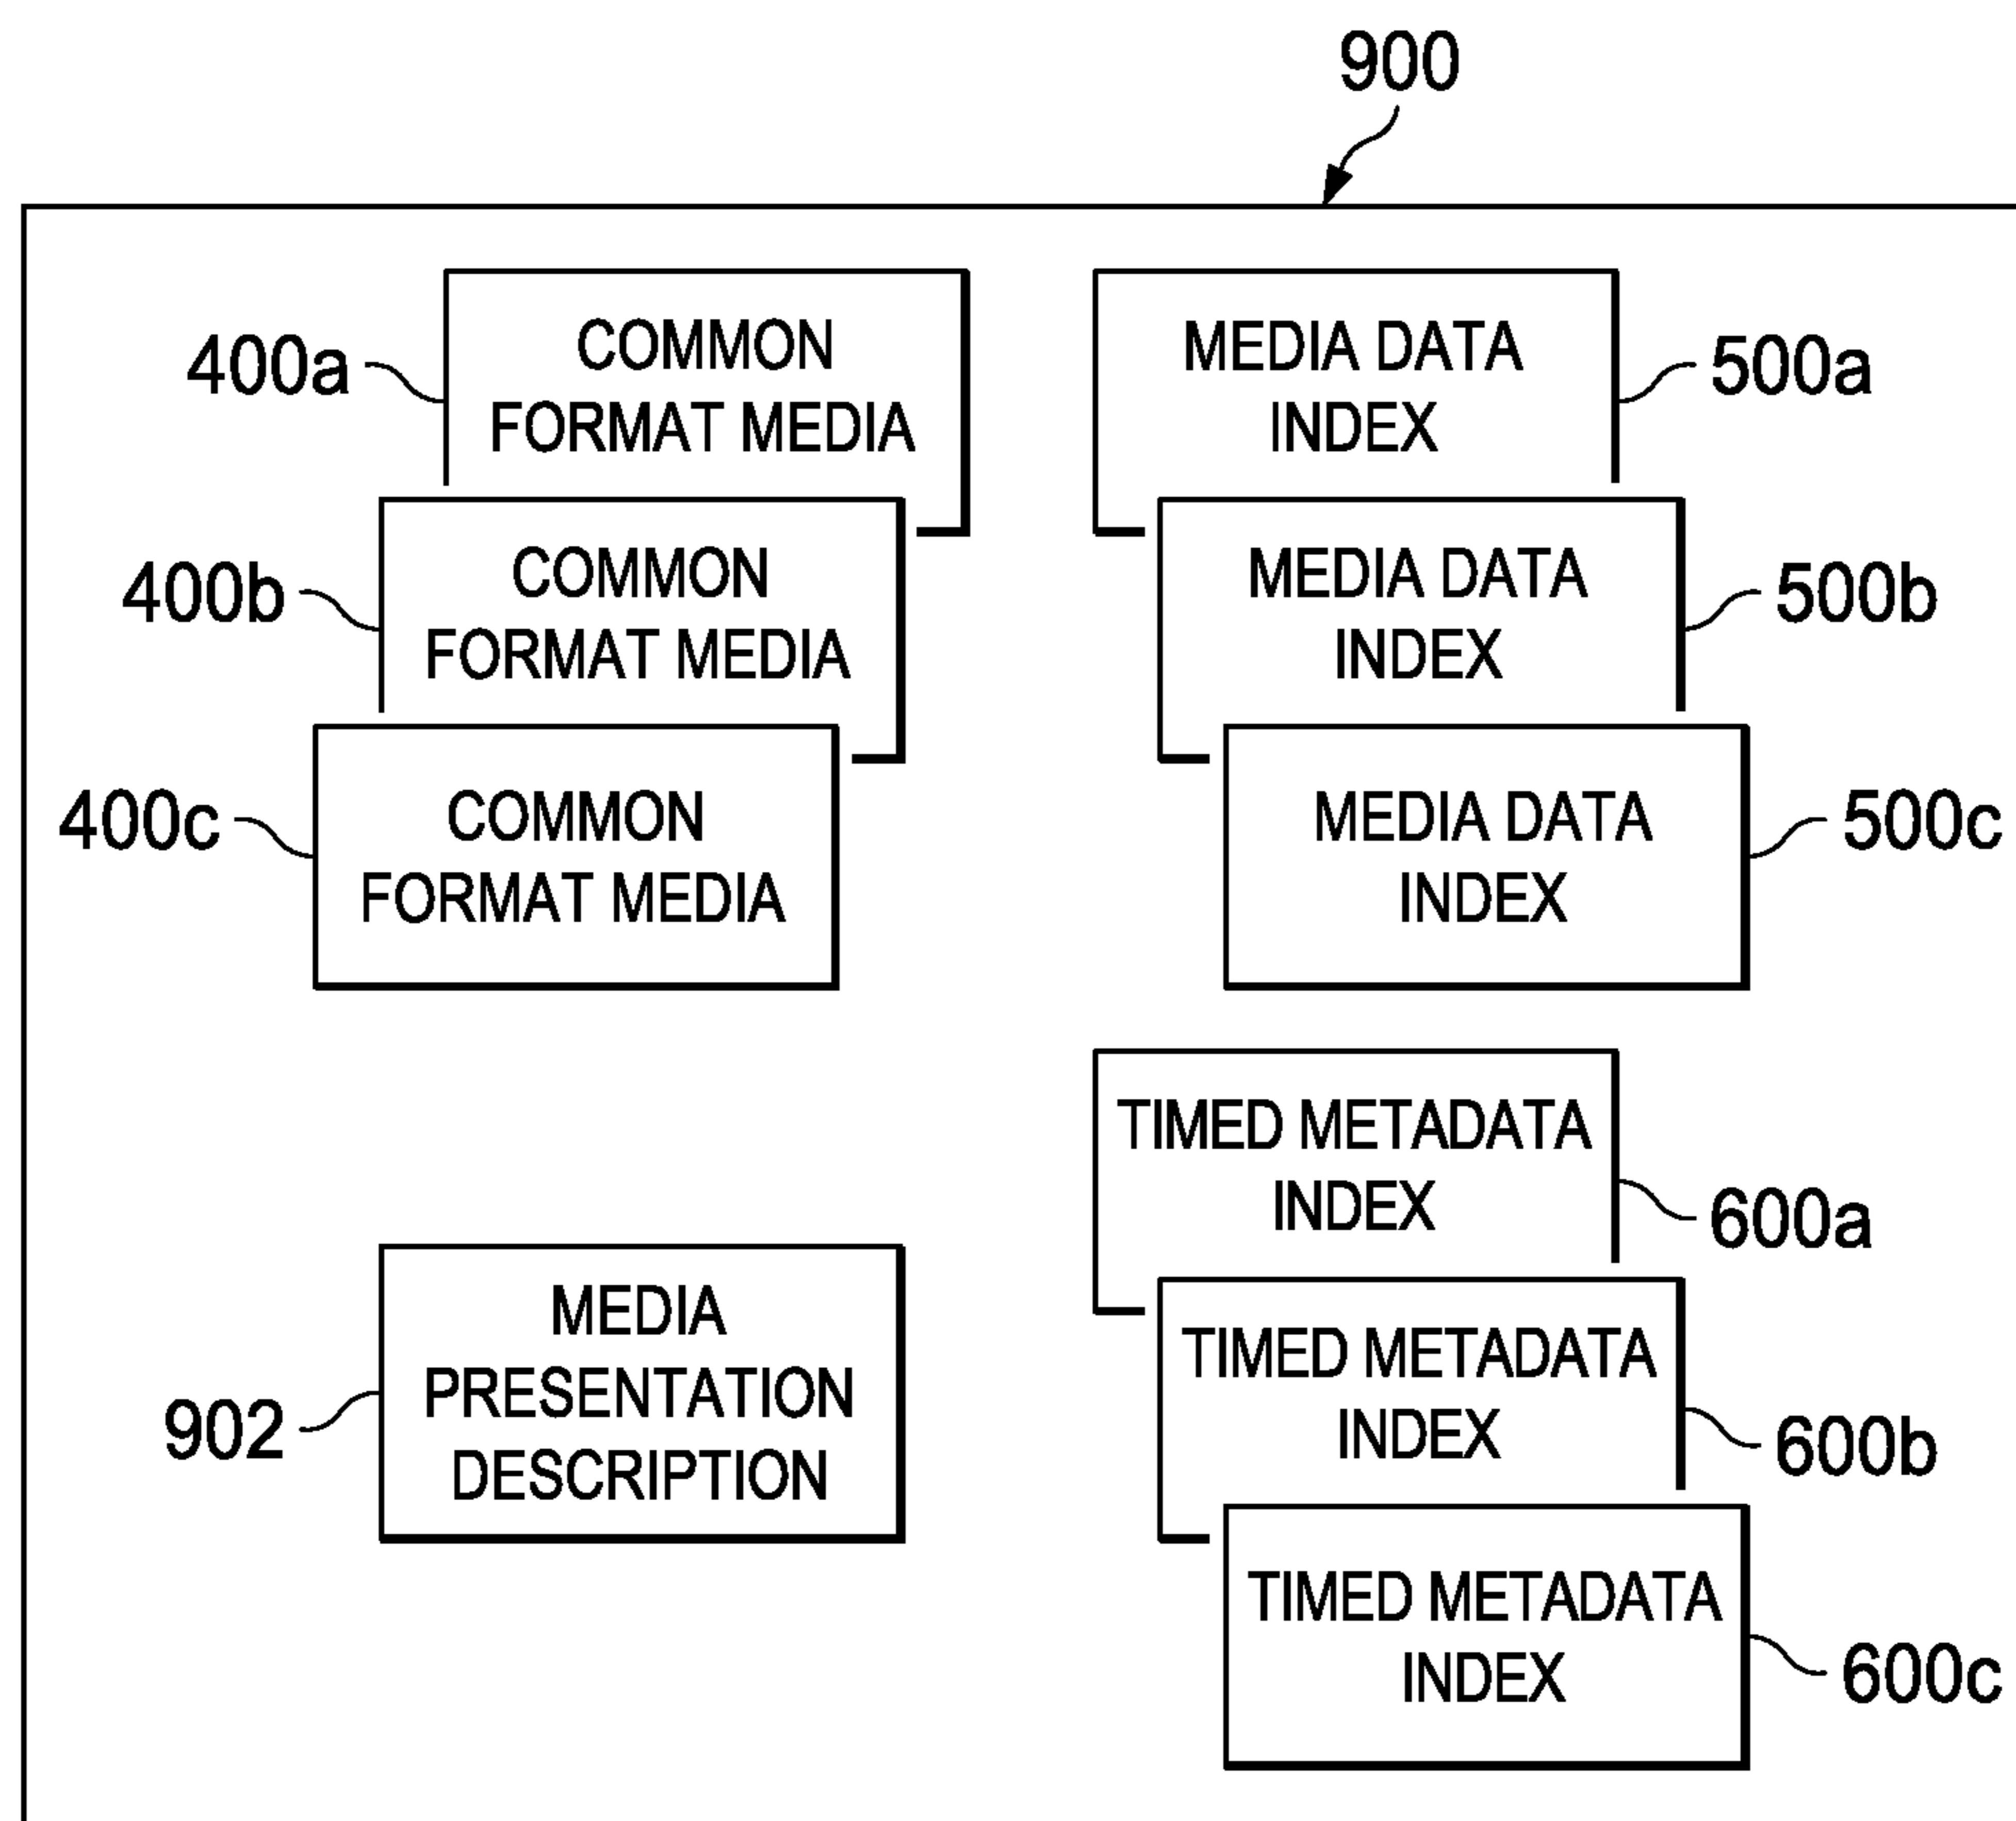 900
400a
COMMON
FORMAT MEDIA
MEDIA DATA
INDEX
500a
400b
COMMON
FORMAT MEDIA
MEDIA DATA
INDEX
500b
400c
COMMON
FORMAT MEDIA
MEDIA DATA
INDEX
500c
TIMED METADATA
INDEX
600a
902
MEDIA
PRESENTATION
DESCRIPTION
TIMED METADATA
INDEX
600b
TIMED METADATA
INDEX
600c